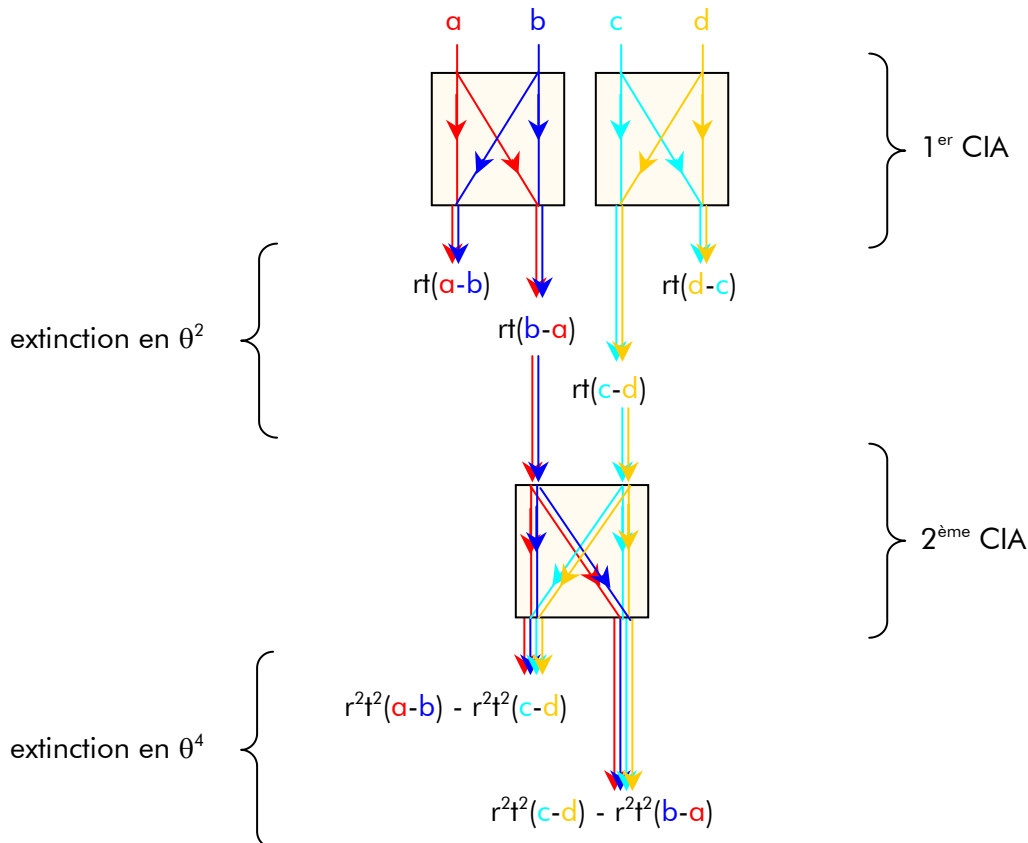 a b c d
1er CIA
rt(a-b) rt(d-c)
rt(b-a)
extinction en θ²
rt(c-d)
2ème CIA
r²t²(a-b) - r²t²(c-d)
extinction en θ⁴
r²t²(c-d) - r²t²(b-a)